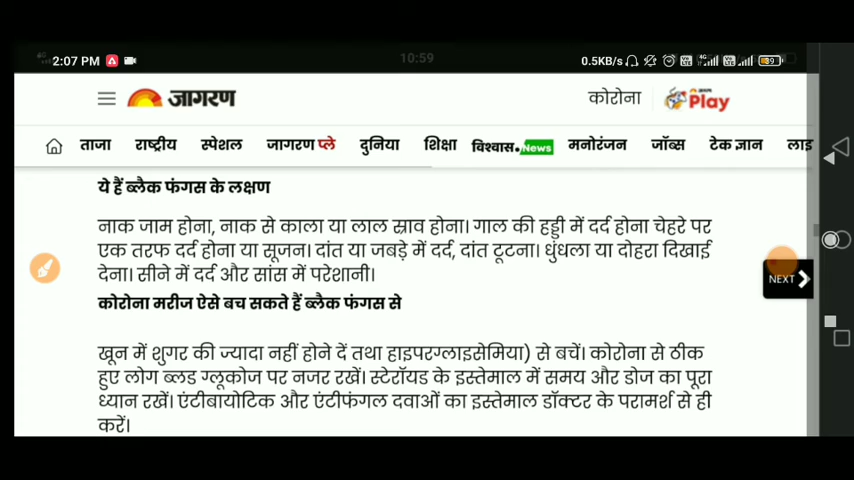 2:07 PM 10:59 0.5KB/s 39
जागरण कोरोना Play
ताजा राष्ट्रीय स्पेशल जागरण प्ले दुनिया शिक्षा विश्वास.News मनोरंजन जॉब्स टेक ज्ञान लाइ
ये हैं ब्लैक फंगस के लक्षण
नाक जाम होना, नाक से काला या लाल स्राव होना। गाल की हड्डी में दर्द होना चेहरे पर
एक तरफ दर्द होना या सूजन। दांत या जबड़े में दर्द, दांत टूटना। धुंधला या दोहरा दिखाई
देना। सीने में दर्द और सांस में परेशानी।
NEXT
कोरोना मरीज ऐसे बच सकते हैं ब्लैक फंगस से
खून में शुगर की ज्यादा नहीं होने दें तथा हाइपरग्लाइसेमिया) से बचें। कोरोना से ठीक
हुए लोग ब्लड ग्लूकोज पर नजर रखें। स्टेरॉयड के इस्तेमाल में समय और डोज का पूरा
ध्यान रखें। एंटीबायोटिक और एंटीफंगल दवाओं का इस्तेमाल डॉक्टर के परामर्श से ही
करें।